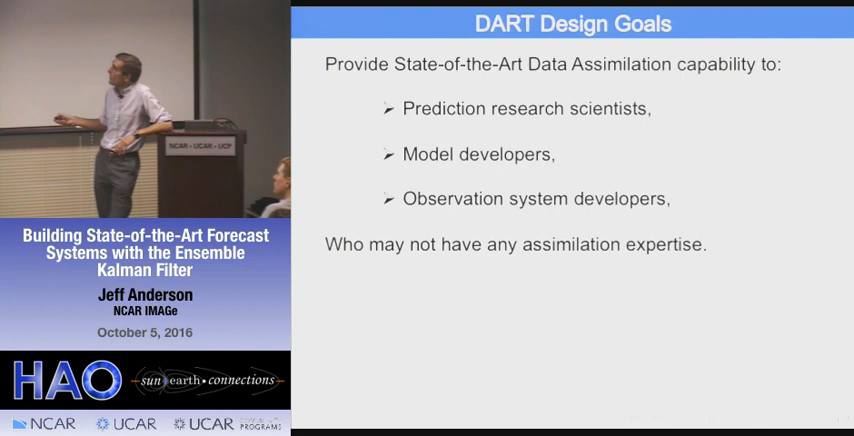 DART Design Goals
Provide State-of-the-Art Data Assimilation capability to:
➢ Prediction research scientists,
➢ Model developers,
➢ Observation system developers,
Who may not have any assimilation expertise.
NCAR • UCAR • UCP
Building State-of-the-Art Forecast
Systems with the Ensemble
Kalman Filter
Jeff Anderson
NCAR IMAGe
October 5, 2016
HAO
sun earth • connections
NCAR
UCAR
UCAR
PROGRAMS